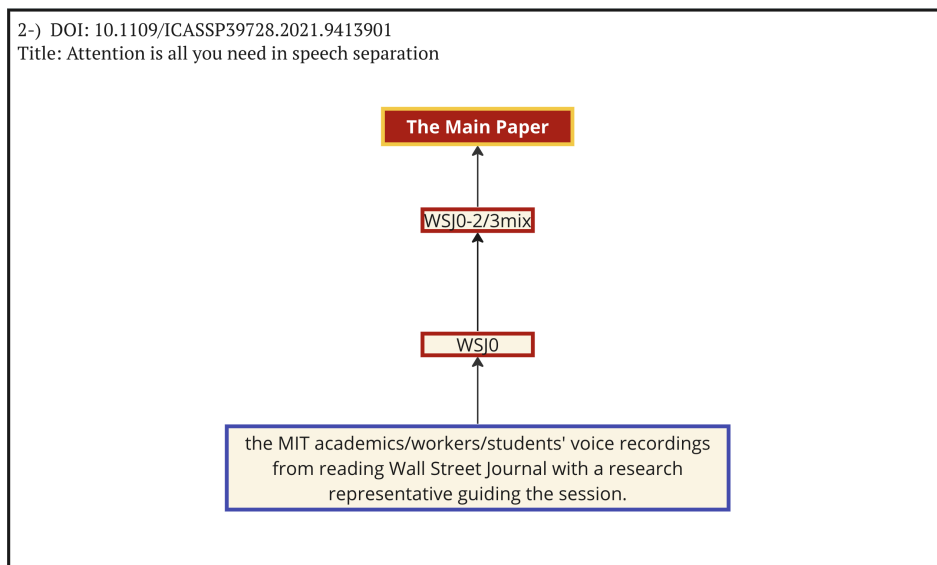 2-) DOI: 10.1109/ICASSP39728.2021.9413901
Title: Attention is all you need in speech separation
The Main Paper
WSJ0-2/3mix
WSJ0
the MIT academics/workers/students' voice recordings
from reading Wall Street Journal with a research
representative guiding the session.